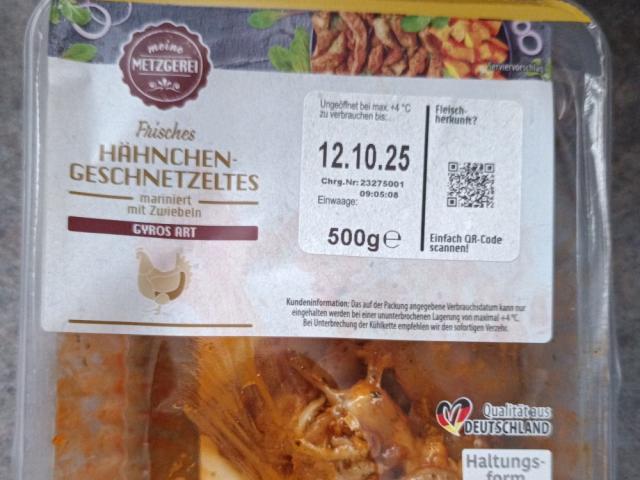 meine
METZGEREI
Serviervorschlag
Frisches
HÄHNCHEN-
GESCHNETZELTES
mariniert
mit Zwiebeln
GYROS ART
Ungeöffnet bei max. +4 °C
zu verbrauchen bis:
12.10.25
Chrg.Nr: 23275001
09:05:08
Einwaage:
500g e
Fleisch-
herkunft?
Einfach QR-Code
scannen!
Kundeninformation: Das auf der Packung angegebene Verbrauchsdatum kann nur
eingehalten werden bei einer ununterbrochenen Lagerung von maximal +4 °C.
Bei Unterbrechung der Kühlkette empfehlen wir den sofortigen Verzehr.
Qualität aus
DEUTSCHLAND
Haltungs-
form